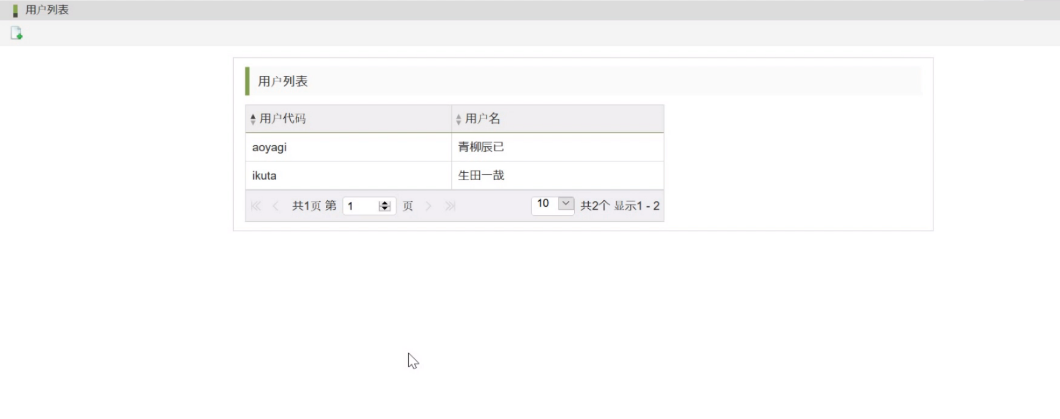 用户列表
用户列表
用户代码 用户名
aoyagi 青柳辰巳
ikuta 生田一哉
共1页 第 1 页 10 共2个 显示1 - 2